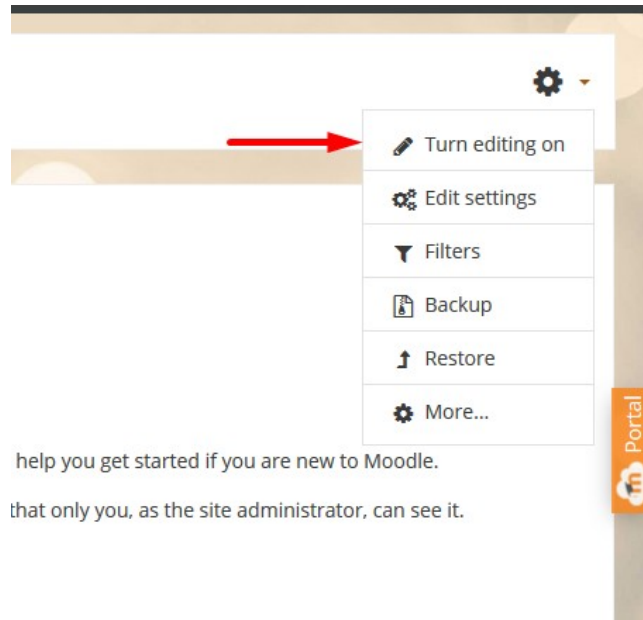 Turn editing on
Edit settings
Filters
Backup
Restore
More...
Portal
help you get started if you are new to Moodle.
that only you, as the site administrator, can see it.